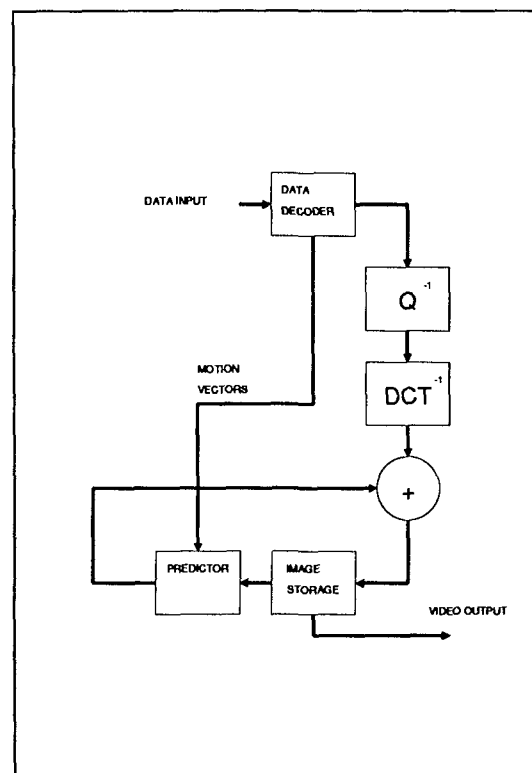 DATA INPUT
DATA
DECODER
Q⁻¹
MOTION
VECTORS
DCT⁻¹
+
PREDICTOR
IMAGE
STORAGE
VIDEO OUTPUT